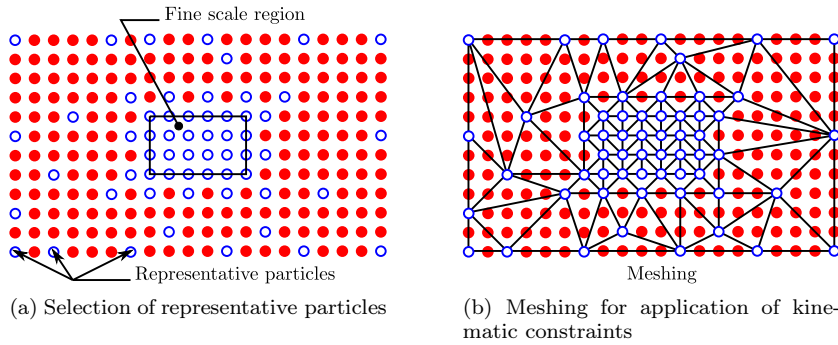 Fine scale region
Representative particles
Meshing
(a) Selection of representative particles
(b) Meshing for application of kine-
matic constraints